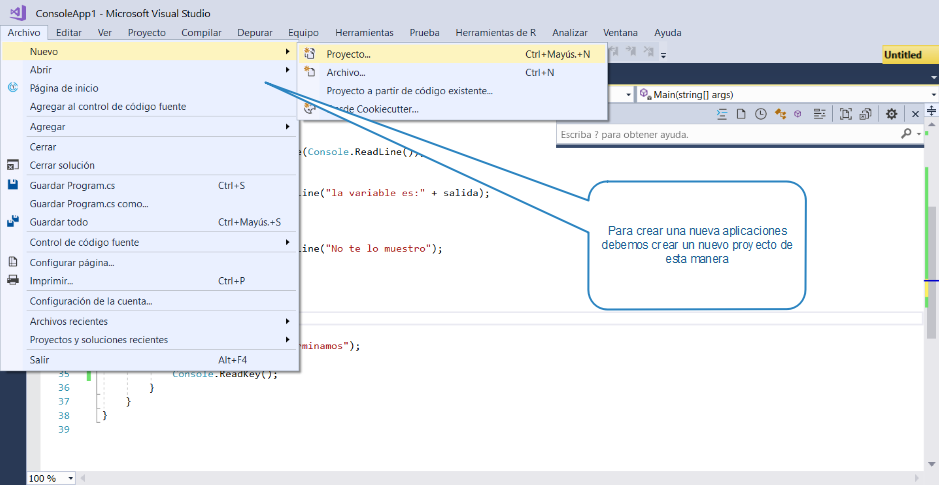 ConsoleApp1 - Microsoft Visual Studio
Archivo Editar Ver Proyecto Compilar Depurar Equipo Herramientas Prueba Herramientas de R Analizar Ventana Ayuda
Nuevo
Abrir
Página de inicio
Agregar al control de código fuente
Agregar
Cerrar
Cerrar solución
Guardar Program.cs Ctrl+S
Guardar Program.cs como...
Guardar todo Ctrl+Mayús.+S
Control de código fuente
Configurar página...
Imprimir... Ctrl+P
Configuración de la cuenta...
Archivos recientes
Proyectos y soluciones recientes
Salir Alt+F4
Proyecto... Ctrl+Mayús.+N
Archivo... Ctrl+N
Proyecto a partir de código existente...
Cookiecutter...
Untitled
Main(string[] args)
Escriba ? para obtener ayuda.
(Console.ReadLine());
Line("la variable es:" + salida);
Line("No te lo muestro");
minamos");
Para crear una nueva aplicaciones
debemos crear un nuevo proyecto de
esta manera
35 Console.ReadKey();
36 }
37 }
38 }
39
100 %